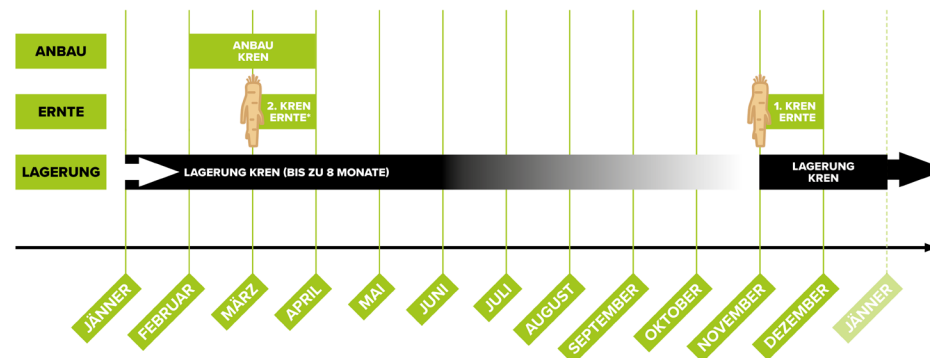 ANBAU
ANBAU
KREN
ERNTE
2. KREN
ERNTE*
1. KREN
ERNTE
LAGERUNG
LAGERUNG KREN (BIS ZU 8 MONATE)
LAGERUNG
KREN
JÄNNER
FEBRUAR
MÄRZ
APRIL
MAI
JUNI
JULI
AUGUST
SEPTEMBER
OKTOBER
NOVEMBER
DEZEMBER
JÄNNER